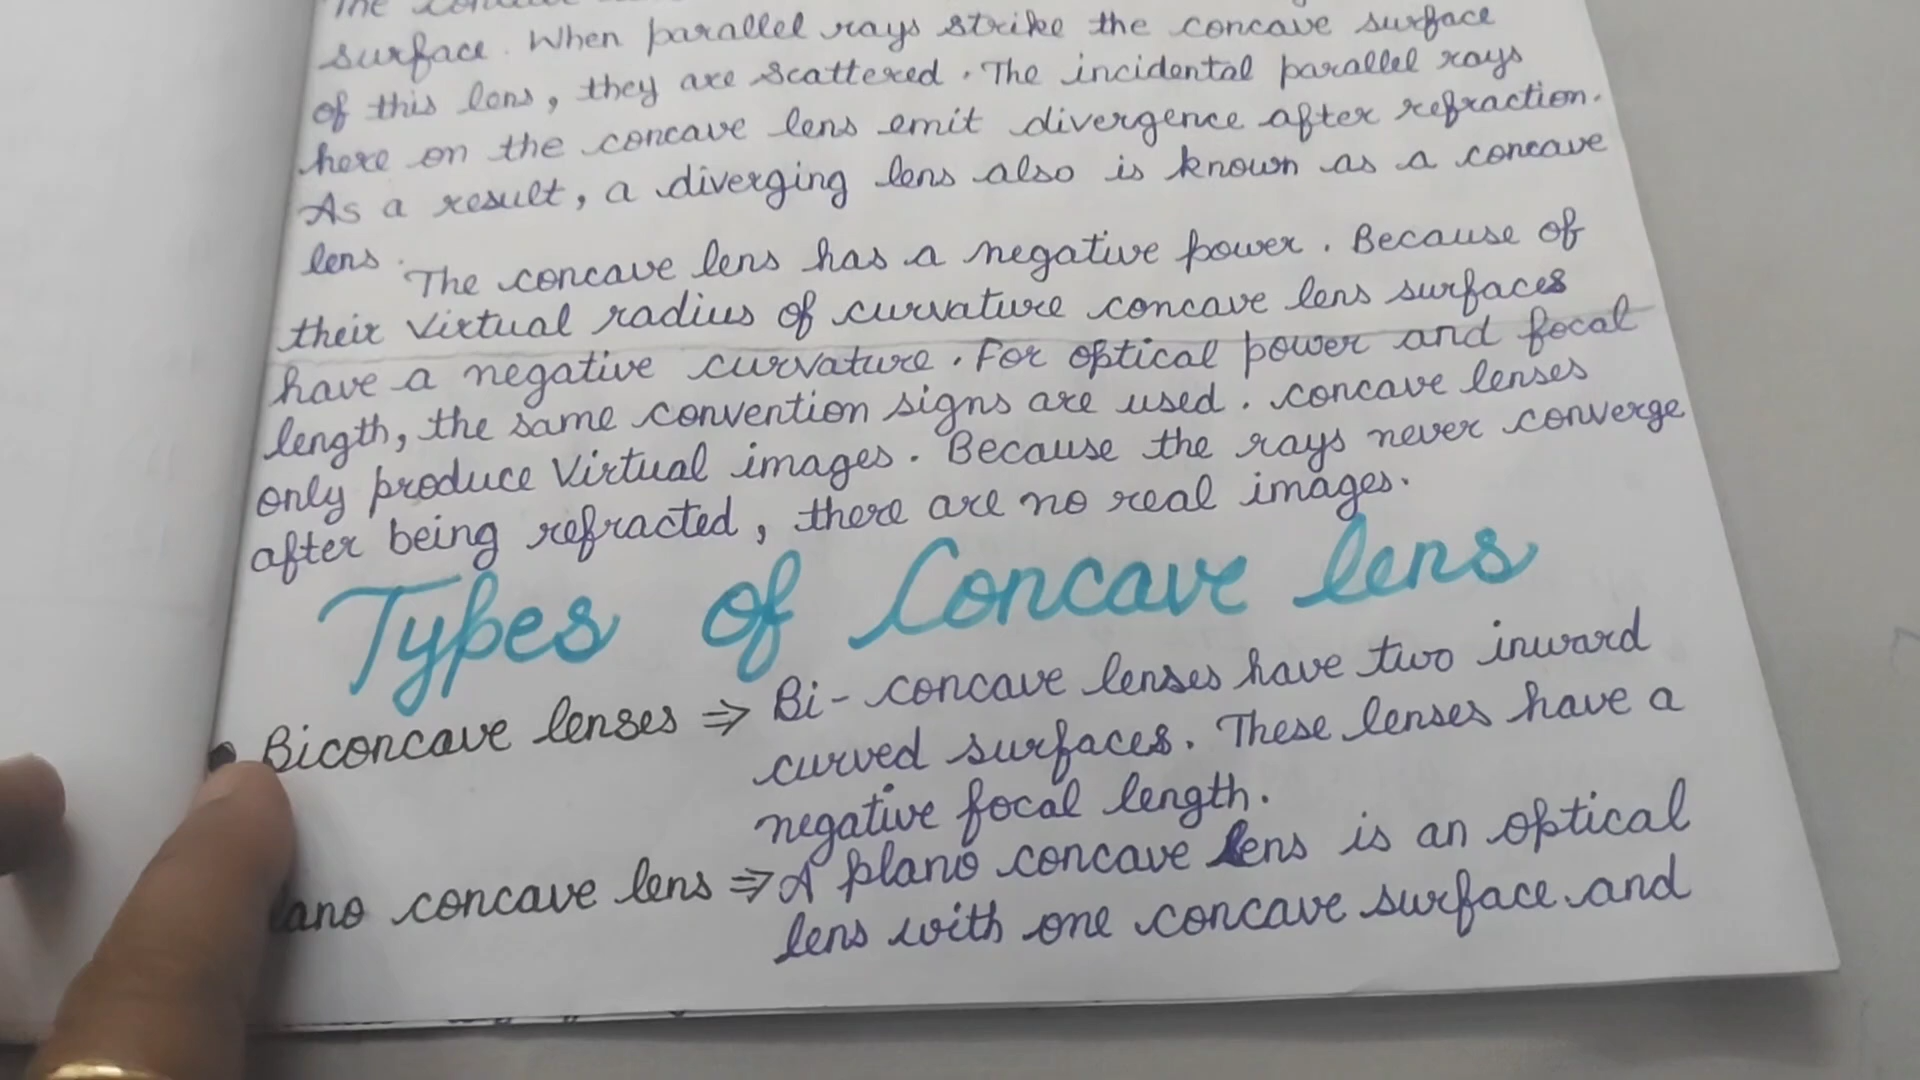 The
surface. When parallel rays strike the concave surface
of this lens, they are scattered. The incidental parallel rays
here on the concave lens emit divergence after refraction.
As a result, a diverging lens also is known as a concave
lens.
The concave lens has a negative power. Because of
their virtual radius of curvature concave lens surfaces
have a negative curvature. For optical power and focal
length, the same convention signs are used. concave lenses
only produce virtual images. Because the rays never converge
after being refracted, there are no real images.
Types of Concave lens
Biconcave lenses ⇒ Bi-concave lenses have two inward
curved surfaces. These lenses have a
negative focal length.
lano concave lens ⇒ A plano concave lens is an optical
lens with one concave surface and